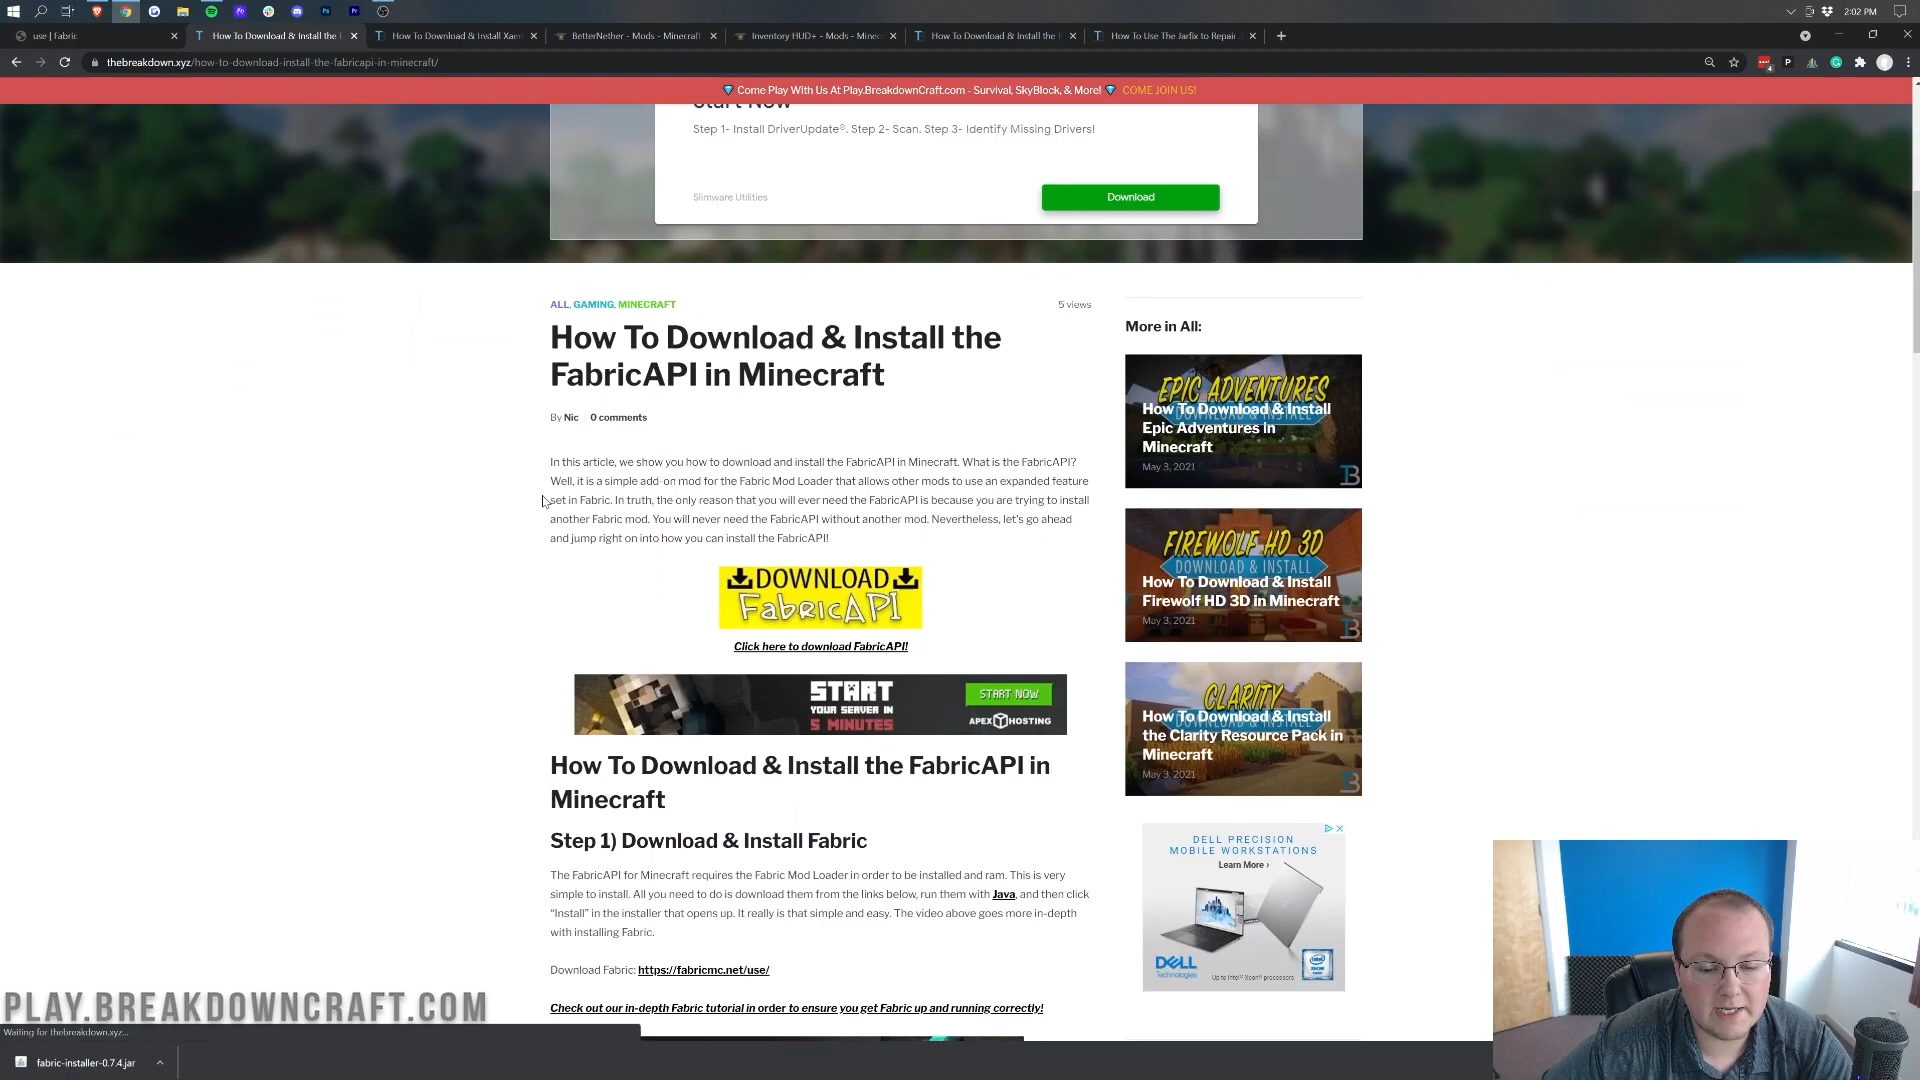 2:02 PM
use | Fabric
How To Download & Install the
How To Download & Install Xaer
BetterNether - Mods - Minecraft
Inventory HUD+ - Mods - Minec
How To Download & Install the
How To Use The Jarfix to Repair
thebreakdown.xyz/how-to-download-install-the-fabricapi-in-minecraft/
Come Play With Us At Play.BreakdownCraft.com - Survival, SkyBlock, & More! COME JOIN US!
Start Now
Step 1- Install DriverUpdate®. Step 2- Scan. Step 3- Identify Missing Drivers!
Slimware Utilities
Download
ALL, GAMING, MINECRAFT
5 views
How To Download & Install the
FabricAPI in Minecraft
By Nic 0 comments
In this article, we show you how to download and install the FabricAPI in Minecraft. What is the FabricAPI?
Well, it is a simple add-on mod for the Fabric Mod Loader that allows other mods to use an expanded feature
set in Fabric. In truth, the only reason that you will ever need the FabricAPI is because you are trying to install
another Fabric mod. You will never need the FabricAPI without another mod. Nevertheless, let's go ahead
and jump right on into how you can install the FabricAPI!
DOWNLOAD
FabricAPI
Click here to download FabricAPI!
START
YOUR SERVER IN
5 MINUTES
START NOW
APEX HOSTING
How To Download & Install the FabricAPI in
Minecraft
Step 1) Download & Install Fabric
The FabricAPI for Minecraft requires the Fabric Mod Loader in order to be installed and ram. This is very
simple to install. All you need to do is download them from the links below, run them with Java, and then click
“Install” in the installer that opens up. It really is that simple and easy. The video above goes more in-depth
with installing Fabric.
Download Fabric: https://fabricmc.net/use/
Check out our in-depth Fabric tutorial in order to ensure you get Fabric up and running correctly!
More in All:
EPIC ADVENTURES
How To Download & Install
Epic Adventures in
Minecraft
May 3, 2021
FIREWOLF HD 3D
DOWNLOAD & INSTALL
How To Download & Install
Firewolf HD 3D in Minecraft
May 3, 2021
CLARITY
How To Download & Install
the Clarity Resource Pack in
Minecraft
May 3, 2021
DELL PRECISION
MOBILE WORKSTATIONS
Learn More ›
DELL
Technologies
Up to Intel® Xeon® processors
PLAY.BREAKDOWNCRAFT.COM
Waiting for thebreakdown.xyz...
fabric-installer-0.7.4.jar